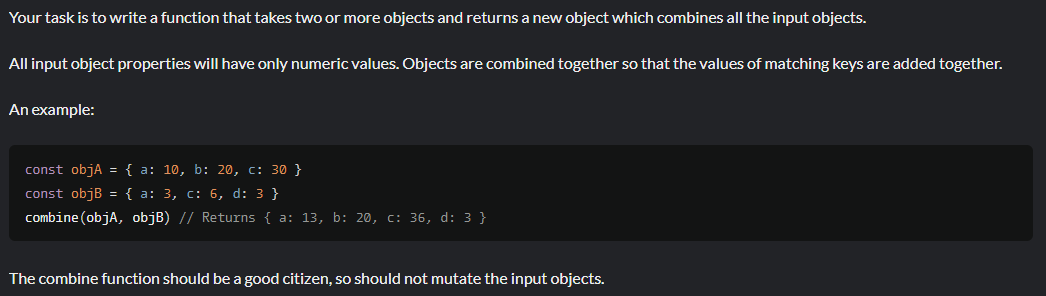 Your task is to write a function that takes two or more objects and returns a new object which combines all the input objects.
All input object properties will have only numeric values. Objects are combined together so that the values of matching keys are added together.
An example:
const objA = { a: 10, b: 20, c: 30 }
const objB = { a: 3, c: 6, d: 3 }
combine(objA, objB) // Returns { a: 13, b: 20, c: 36, d: 3 }
The combine function should be a good citizen, so should not mutate the input objects.